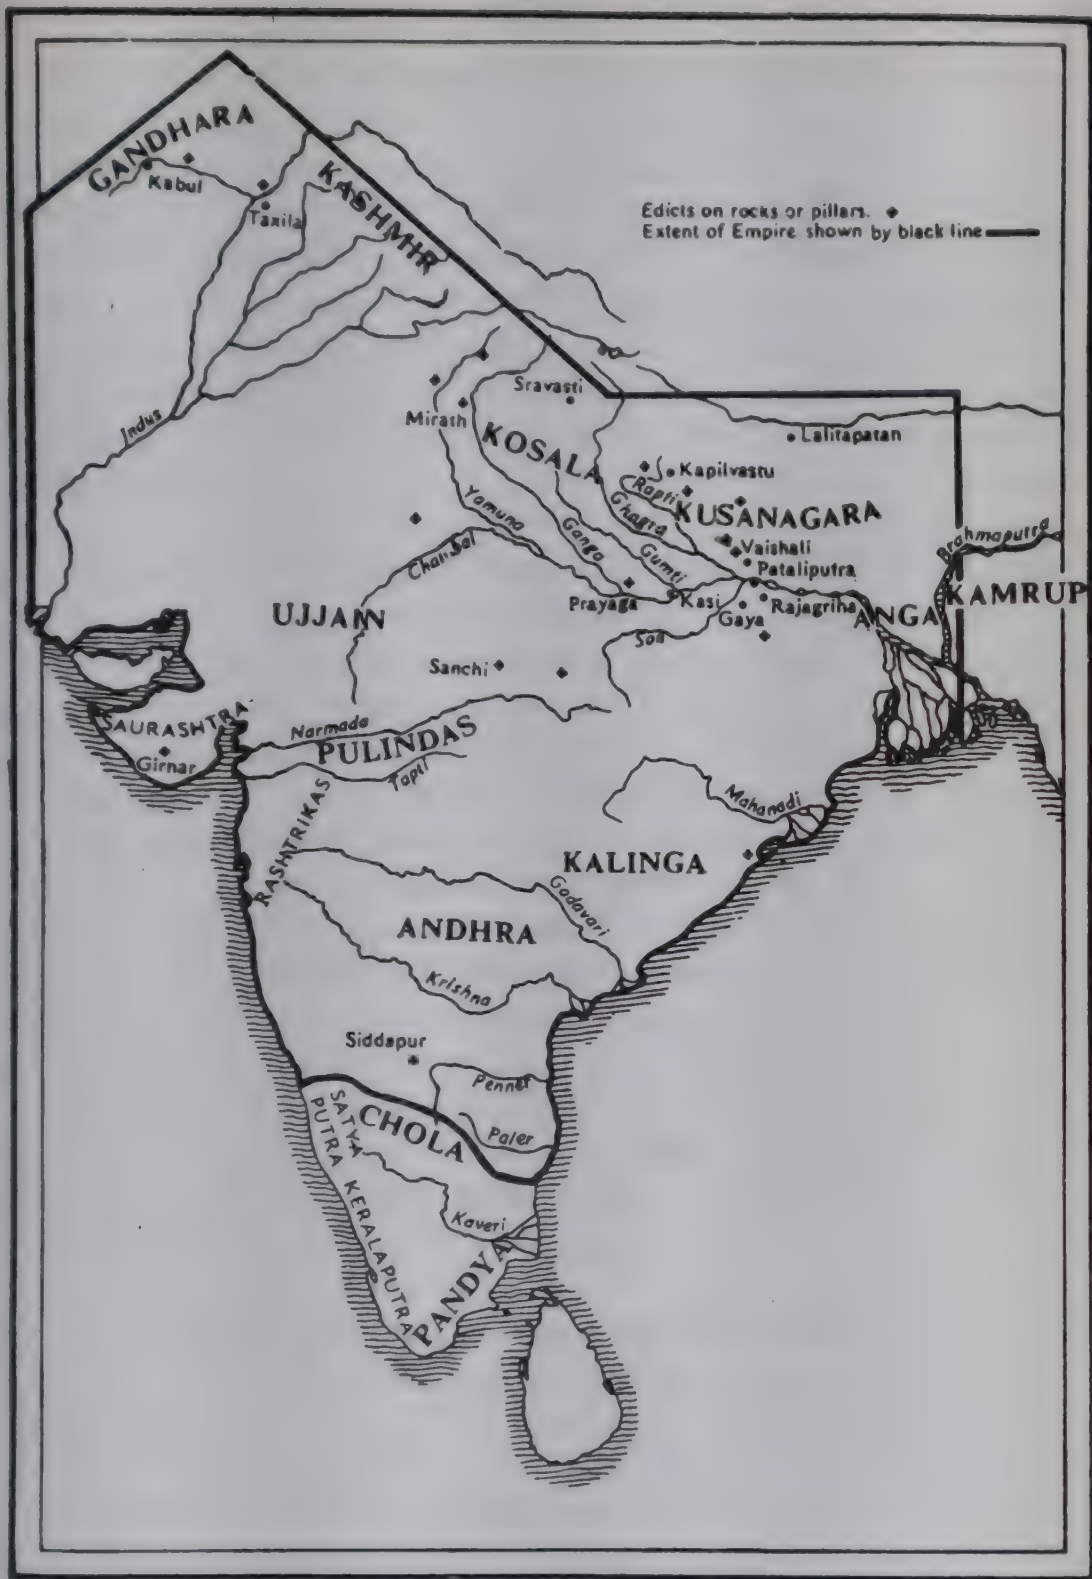 GANDHARA
Kabul
Taxila
KASHMIR
Edicts on rocks or pillars.
Extent of Empire shown by black line
Indus
Sravasti
Mirath
KOSALA
Lalitapatan
Kapilvastu
Rapti
KUSANAGARA
Yamuna
Ganga
Ghagra
Gumti
Vaishali
Pataliputra
Brahmaputra
KAMRUP
Prayaga
Kasi
Rajagriha
ANGA
Gaya
UJJAIN
Son
Sanchi
SAURASHTRA
Girnar
Narmada
PULINDAS
Tapti
RASHTRIKAS
Mahanadi
KALINGA
Godavari
ANDHRA
Krishna
Siddapur
Penner
Paler
CHOLA
SATYA
PUTRA
KERALAPUTRA
Kaveri
PANDYA